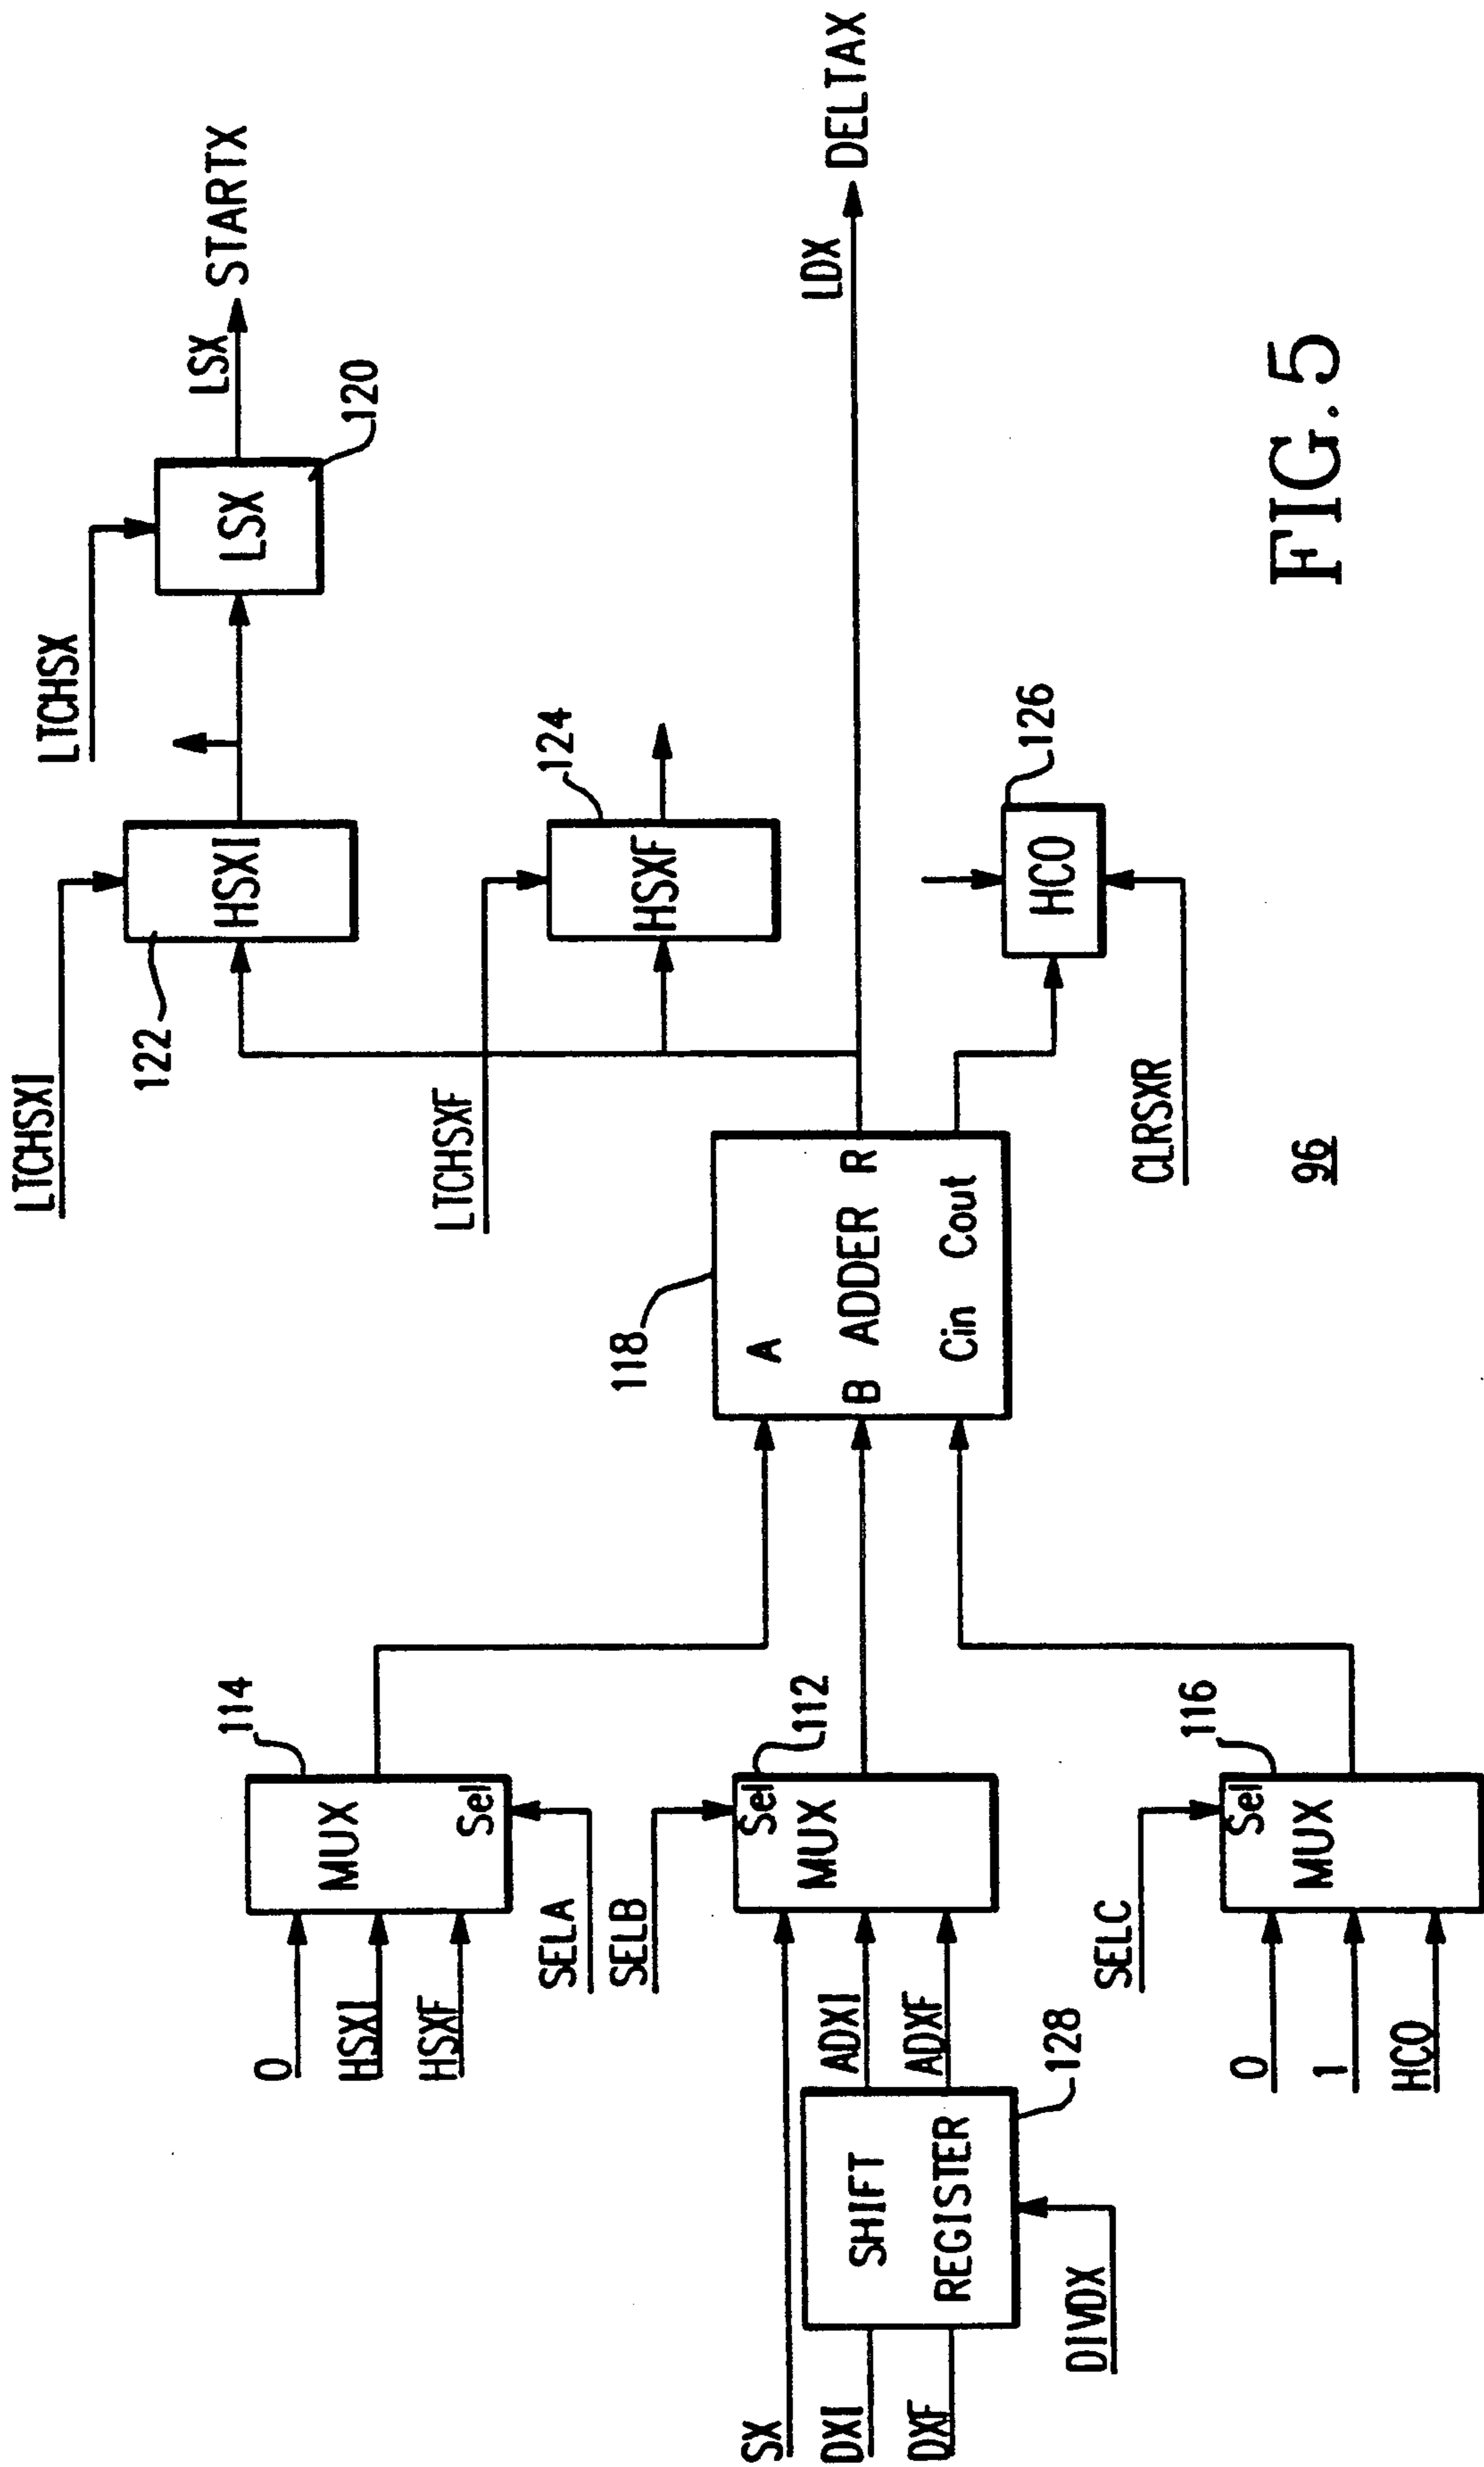 LTCHSXI
LTCHSX
122
HSXI
LSX
120
LSX
STARTX
LTCHSXF
124
HSXF
0
HSXI
HSXF
114
MUX
Sel
SELA
118
A
B ADDER R
Cin Cout
LDX
DELTAX
SELB
112
Sel
MUX
SX
DXI
DXF
SHIFT
REGISTER
ADXI
ADXF
128
DIVDX
126
HCO
CLRSXR
SELC
116
Sel
MUX
0
1
HCO
96
FIG. 5